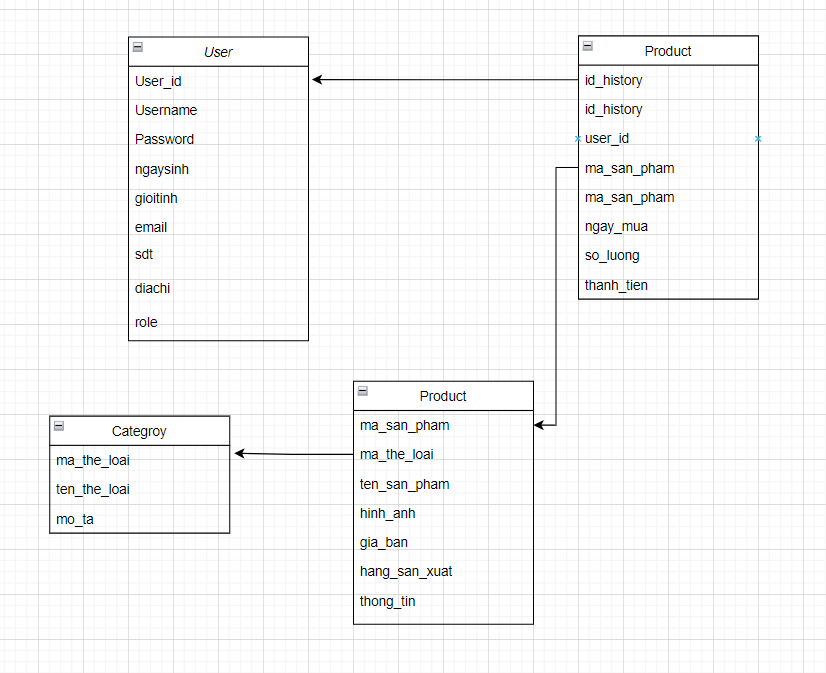 User
User_id
Username
Password
ngaysinh
gioitinh
email
sdt
diachi
role
Product
id_history
id_history
user_id
ma_san_pham
ma_san_pham
ngay_mua
so_luong
thanh_tien
Categroy
ma_the_loai
ten_the_loai
mo_ta
Product
ma_san_pham
ma_the_loai
ten_san_pham
hinh_anh
gia_ban
hang_san_xuat
thong_tin